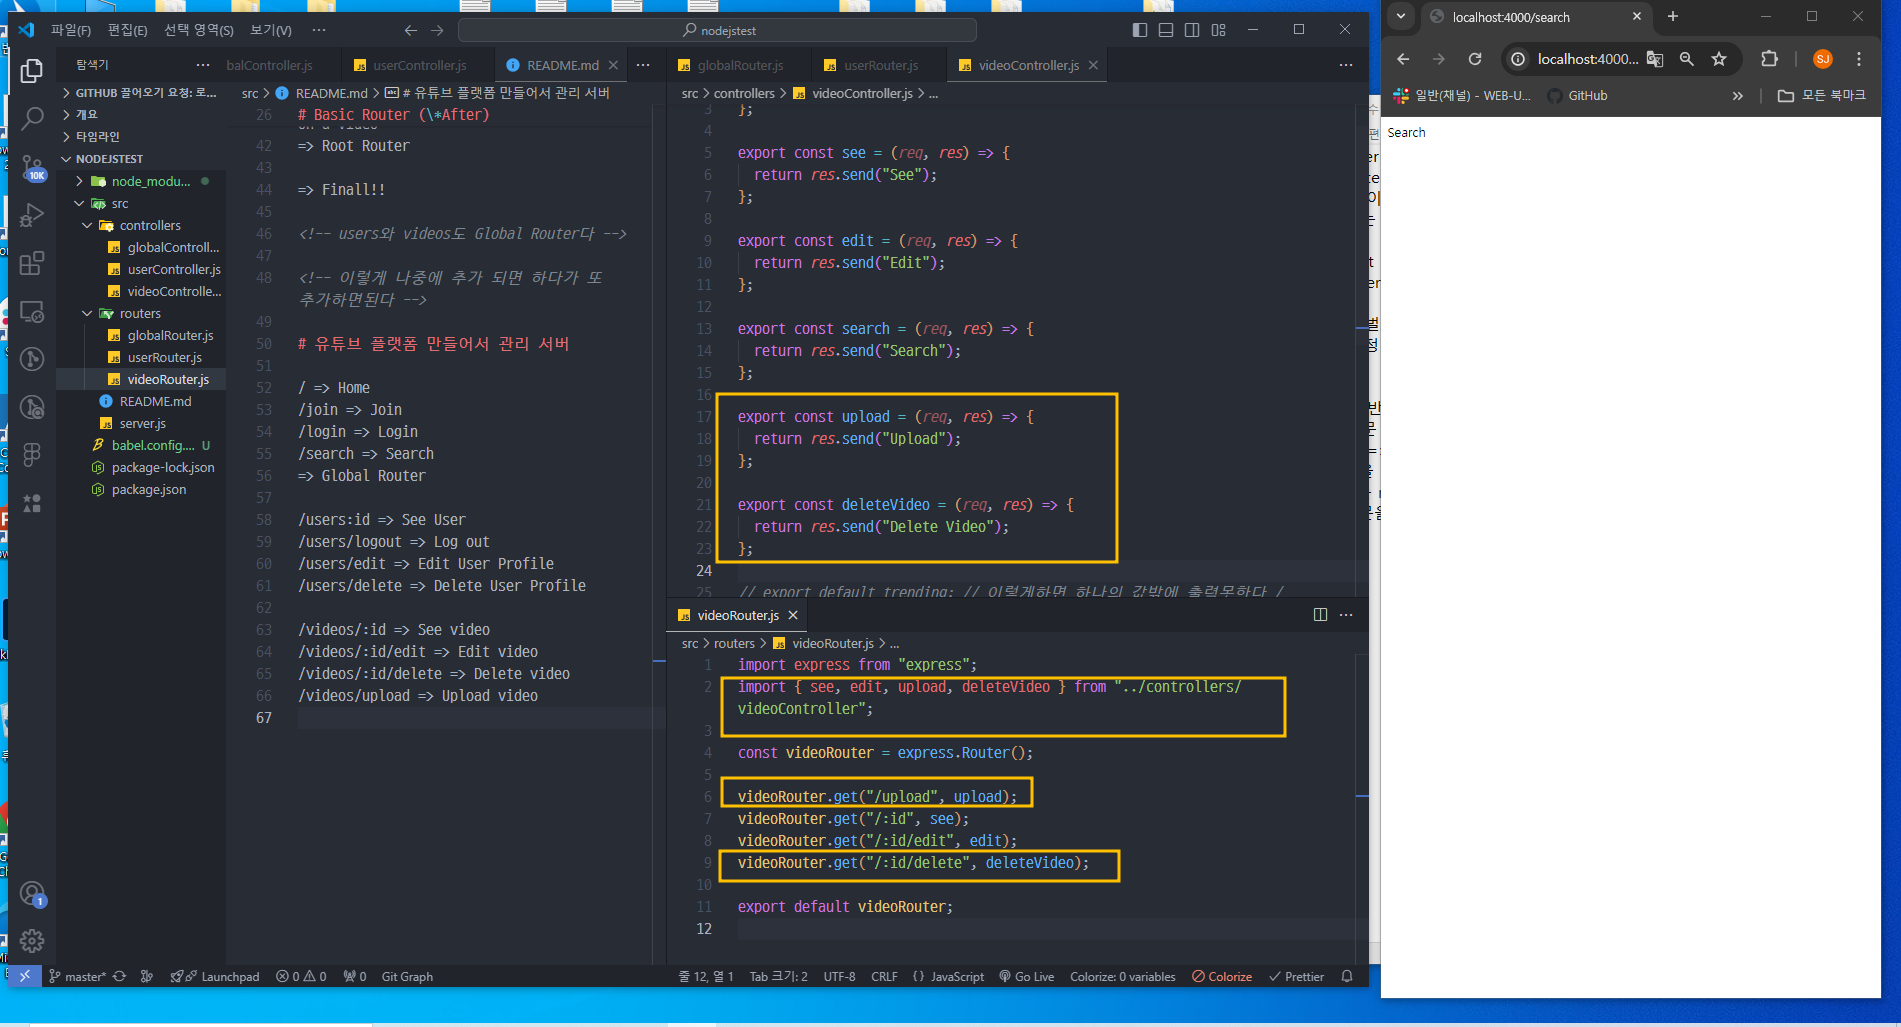 파일(F) 편집(E) 선택 영역(S) 보기(V) ···
nodejstest
탐색기
GITHUB 끌어오기 요청: 로...
개요
타임라인
NODEJSTEST
node_modu...
src
controllers
globalControll...
userController.js
videoControlle...
routers
globalRouter.js
userRouter.js
videoRouter.js
README.md
server.js
babel.config.... U
package-lock.json
package.json
10K
1
balController.js userController.js README.md
src > README.md > # 유튜브 플랫폼 만들어서 관리 서버
26 # Basic Router (\*After)
on a video
42 => Root Router
43
44 => Finall!!
45
46 <!-- users와 videos도 Global Router다 -->
47
48 <!-- 이렇게 나중에 추가 되면 하다가 또
추가하면된다 -->
49
50 # 유튜브 플랫폼 만들어서 관리 서버
51
52 / => Home
53 /join => Join
54 /login => Login
55 /search => Search
56 => Global Router
57
58 /users:id => See User
59 /users/logout => Log out
60 /users/edit => Edit User Profile
61 /users/delete => Delete User Profile
62
63 /videos/:id => See video
64 /videos/:id/edit => Edit video
65 /videos/:id/delete => Delete video
66 /videos/upload => Upload video
67
globalRouter.js userRouter.js videoController.js
src > controllers > videoController.js > ...
3 };
4
5 export const see = (req, res) => {
6 return res.send("See");
7 };
8
9 export const edit = (req, res) => {
10 return res.send("Edit");
11 };
12
13 export const search = (req, res) => {
14 return res.send("Search");
15 };
16
17 export const upload = (req, res) => {
18 return res.send("Upload");
19 };
20
21 export const deleteVideo = (req, res) => {
22 return res.send("Delete Video");
23 };
24
25 // export default trending; // 이렇게하면 하나의 값밖에 출력못한다 /
videoRouter.js
src > routers > videoRouter.js > ...
1 import express from "express";
2 import { see, edit, upload, deleteVideo } from "../controllers/
videoController";
3
4 const videoRouter = express.Router();
5
6 videoRouter.get("/upload", upload);
7 videoRouter.get("/:id", see);
8 videoRouter.get("/:id/edit", edit);
9 videoRouter.get("/:id/delete", deleteVideo);
10
11 export default videoRouter;
12
master* Launchpad 0 0 0 Git Graph
줄 12, 열 1 Tab 크기: 2 UTF-8 CRLF {} JavaScript Go Live Colorize: 0 variables Colorize Prettier
localhost:4000/search
localhost:4000...
SJ
일반(채널) - WEB-U... GitHub » 모든 북마크
Search